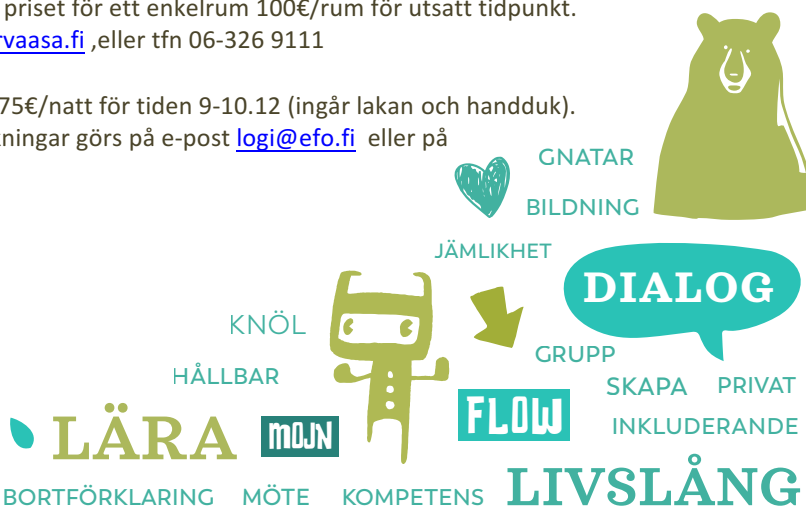 priset för ett enkelrum 100€/rum för utsatt tidpunkt.
rvaasa.fi ,eller tfn 06-326 9111
75€/natt för tiden 9-10.12 (ingår lakan och handduk).
kningar görs på e-post logi@efo.fi eller på
GNATAR
BILDNING
JÄMLIKHET
DIALOG
KNÖL
GRUPP
HÅLLBAR
SKAPA PRIVAT
FLOW
INKLUDERANDE
LÄRA MOJN
BORTFÖRKLARING MÖTE KOMPETENS LIVSLÅNG